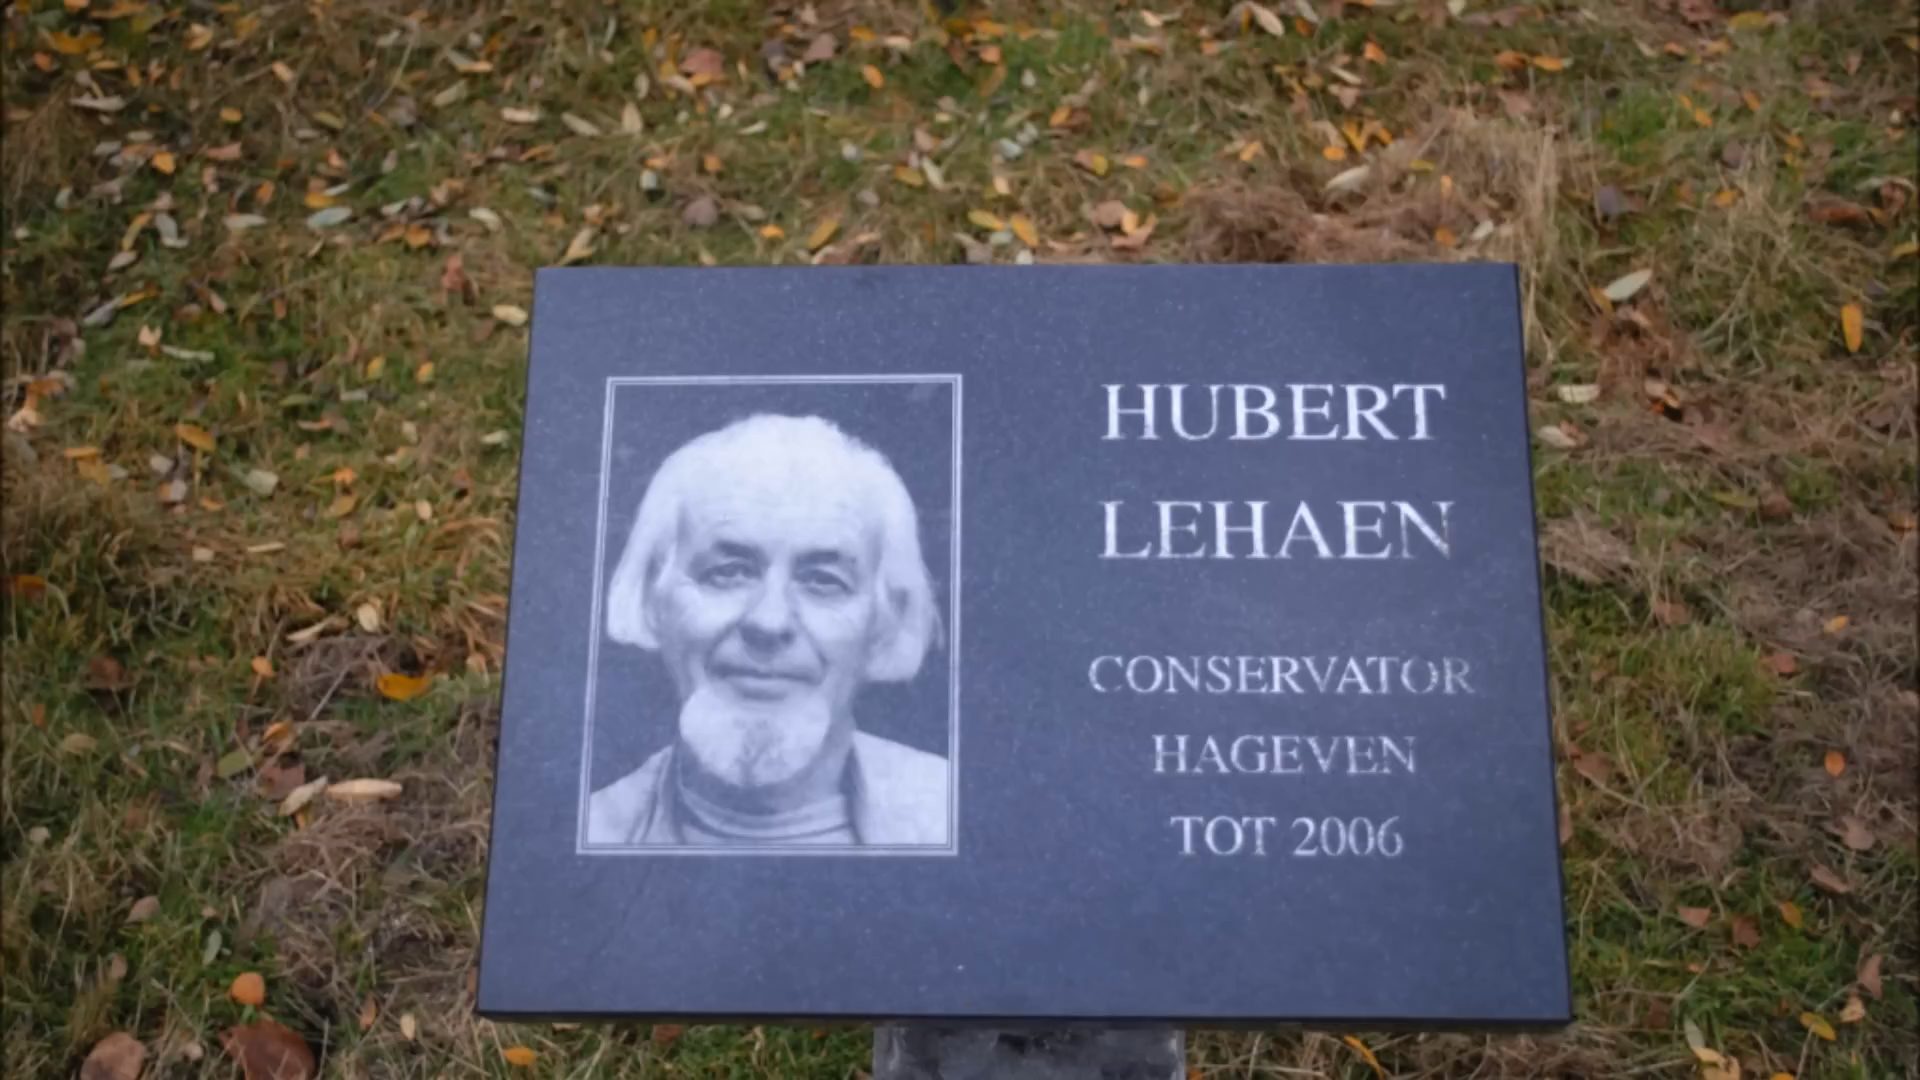 HUBERT
LEHAEN
CONSERVATOR
HAGEVEN
TOT 2006